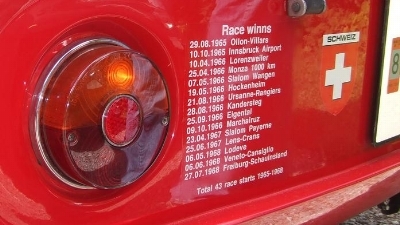 Race winns
29.08.1965 Ollon-Villars
10.10.1965 Innsbruck Airport
10.04.1966 Lorenzweiler
25.04.1966 Monza 1000 km
07.05.1966 Slalom Wangen
19.05.1966 Hockenheim
21.08.1966 Ursanne-Rangiers
28.08.1966 Kandersteg
25.09.1966 Eigental
09.10.1966 Marchairuz
23.04.1967 Slalom Payerne
25.06.1967 Lens-Crans
05.05.1968 Lodeve
06.06.1968 Veneto-Cansiglio
27.07.1968 Freiburg-Schauinsland
Total 43 race starts 1965-1968
SCHWEIZ
8